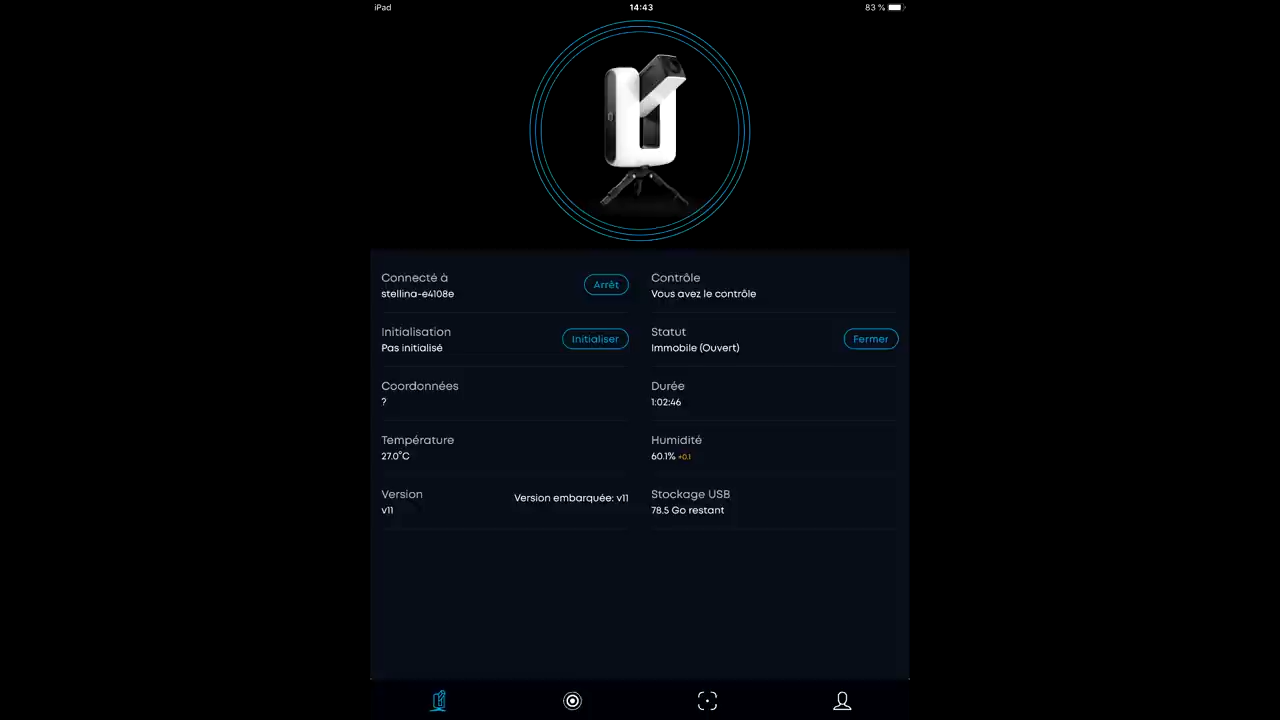 iPad
14:43
83 %
Connecté à
stellina-e4108e
Arrêt
Contrôle
Vous avez le contrôle
Initialisation
Pas initialisé
Initialiser
Statut
Immobile (Ouvert)
Fermer
Coordonnées
?
Durée
1:02:46
Température
27.0°C
Humidité
60.1% +0.1
Version
v11
Version embarquée: v11
Stockage USB
78.5 Go restant